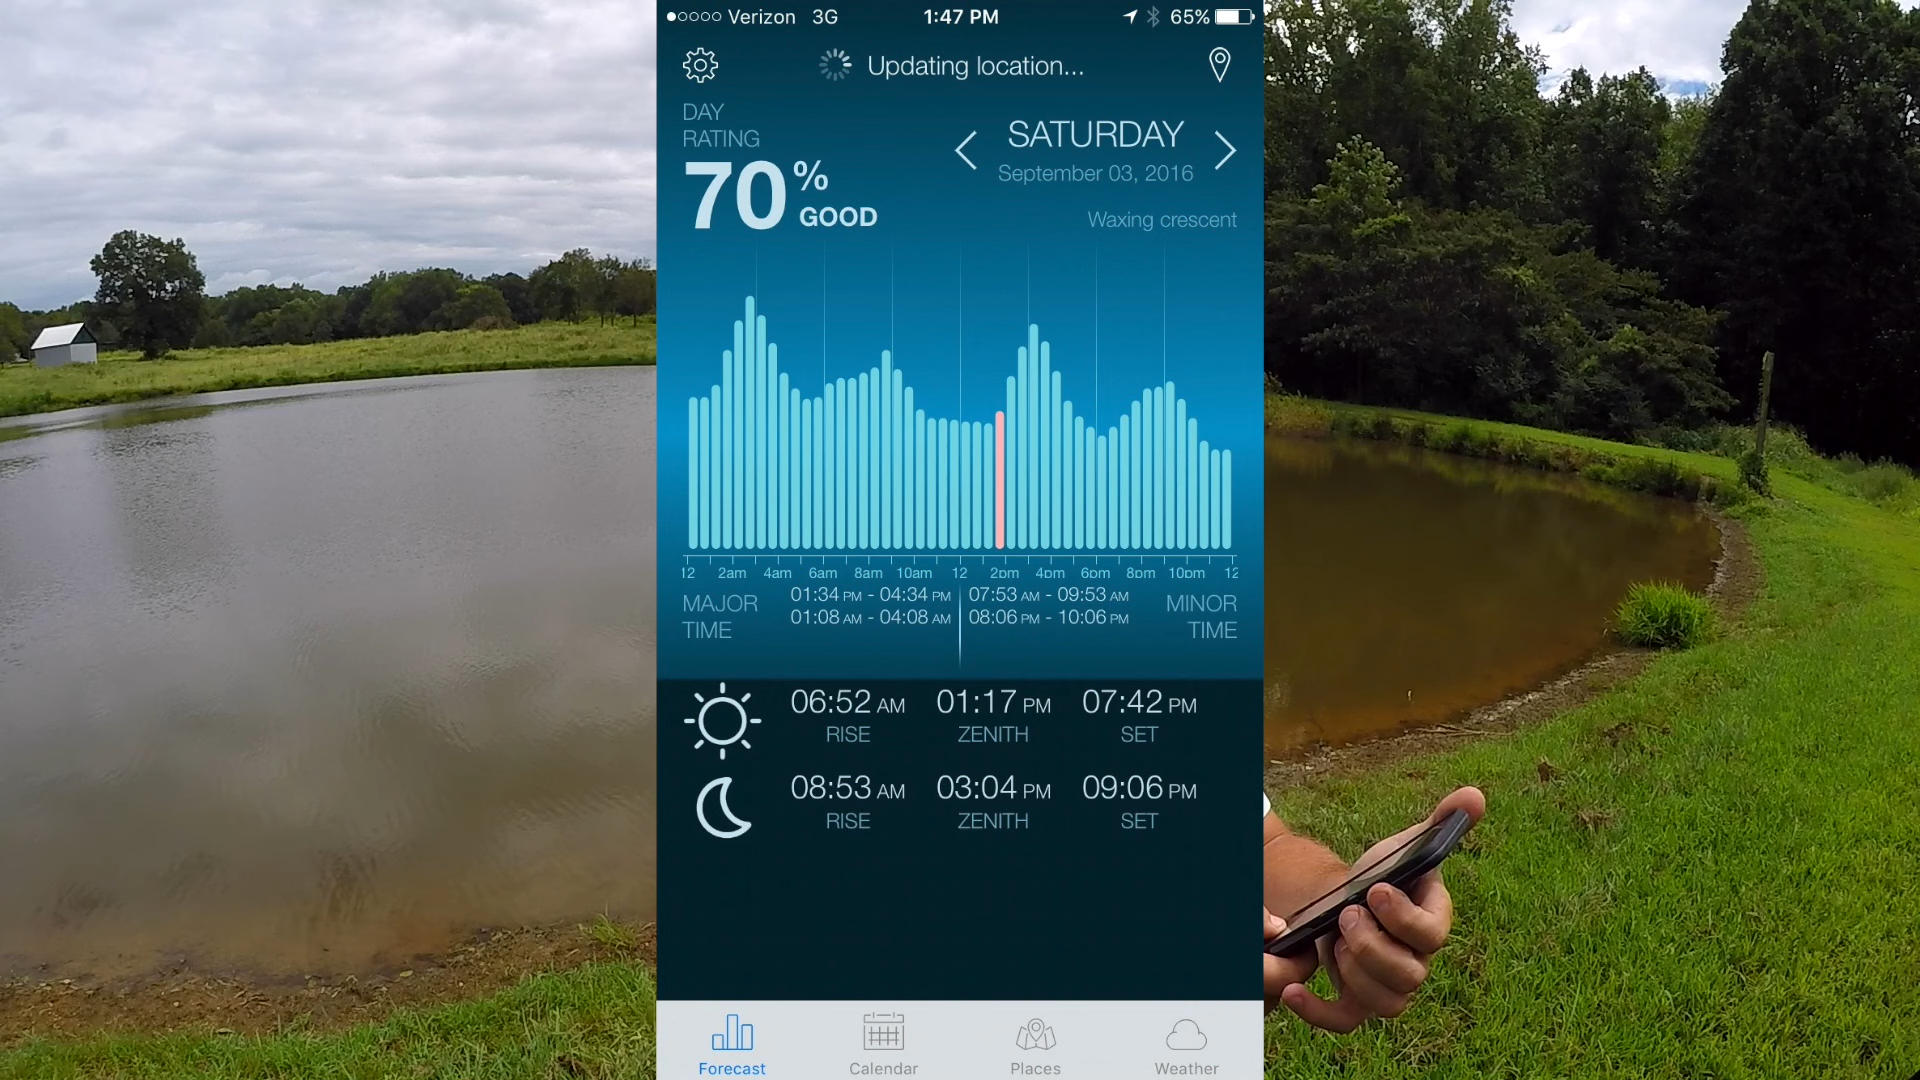 Verizon 3G 1:47 PM 65%
Updating location...
DAY
RATING
70%
GOOD
SATURDAY
September 03, 2016
Waxing crescent
12 2am 4am 6am 8am 10am 12 2pm 4pm 6pm 8pm 10pm 12
MAJOR
TIME
01:34 PM - 04:34 PM
01:08 AM - 04:08 AM
07:53 AM - 09:53 AM
08:06 PM - 10:06 PM
MINOR
TIME
06:52 AM 01:17 PM 07:42 PM
RISE ZENITH SET
08:53 AM 03:04 PM 09:06 PM
RISE ZENITH SET
Forecast Calendar Places Weather